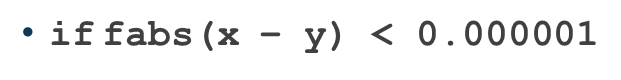 • if fabs(x – y) < 0.000001